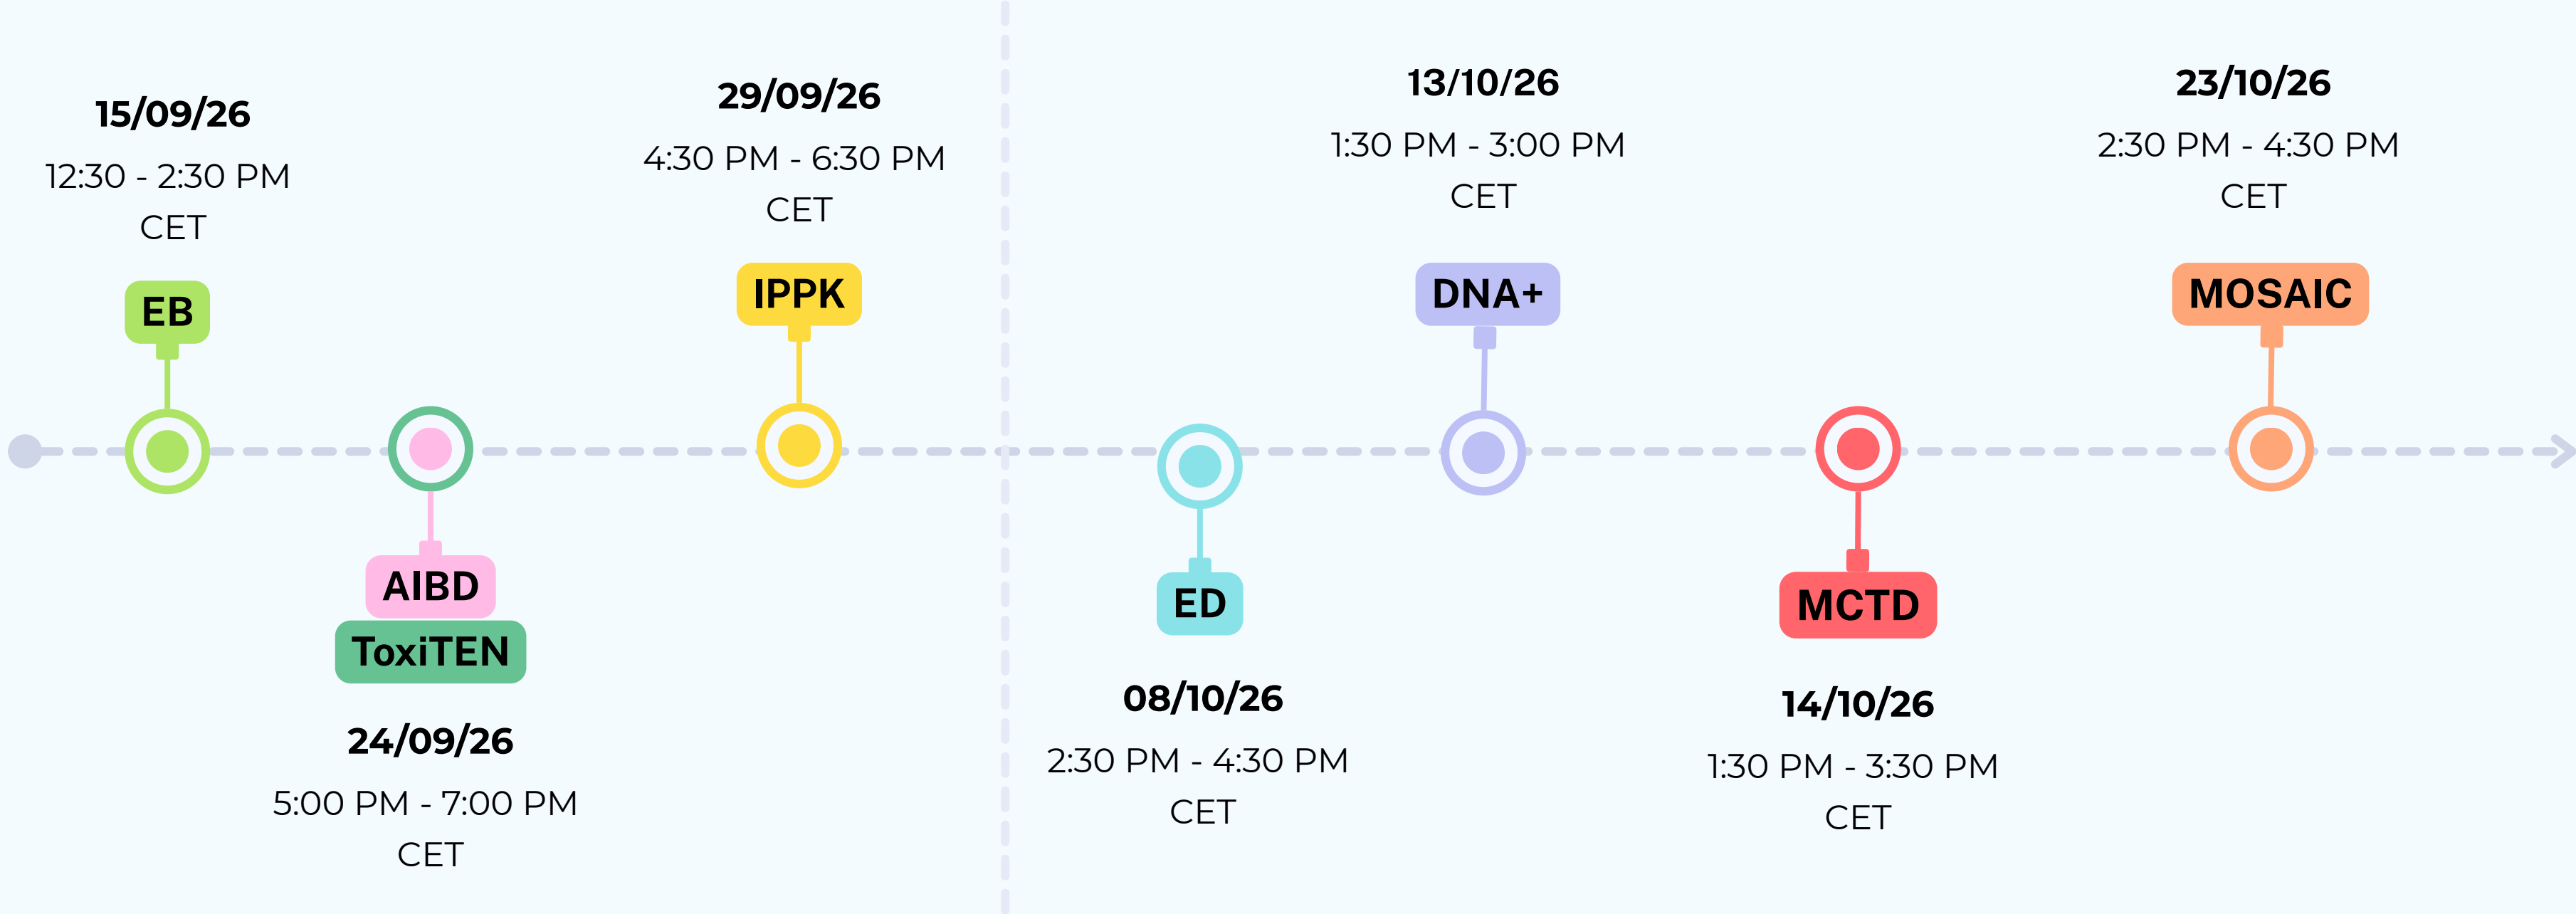 15/09/26
12:30 - 2:30 PM
CET
EB
AIBD
ToxiTEN
24/09/26
5:00 PM - 7:00 PM
CET
29/09/26
4:30 PM - 6:30 PM
CET
IPPK
ED
08/10/26
2:30 PM - 4:30 PM
CET
13/10/26
1:30 PM - 3:00 PM
CET
DNA+
MCTD
14/10/26
1:30 PM - 3:30 PM
CET
23/10/26
2:30 PM - 4:30 PM
CET
MOSAIC